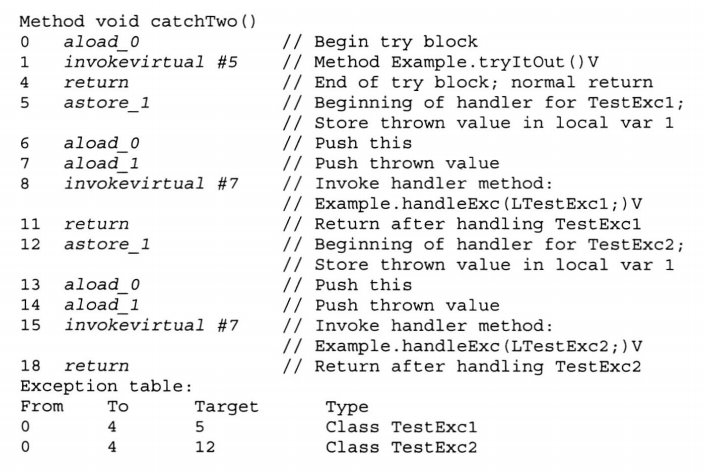 Method void catchTwo()
0 aload_0 // Begin try block
1 invokevirtual #5 // Method Example.tryItOut()V
4 return // End of try block; normal return
5 astore_1 // Beginning of handler for TestExc1;
// Store thrown value in local var 1
6 aload_0 // Push this
7 aload_1 // Push thrown value
8 invokevirtual #7 // Invoke handler method:
// Example.handleExc(LTestExc1;)V
11 return // Return after handling TestExc1
12 astore_1 // Beginning of handler for TestExc2;
// Store thrown value in local var 1
13 aload_0 // Push this
14 aload_1 // Push thrown value
15 invokevirtual #7 // Invoke handler method:
// Example.handleExc(LTestExc2;)V
18 return // Return after handling TestExc2
Exception table:
From To Target Type
0 4 5 Class TestExc1
0 4 12 Class TestExc2